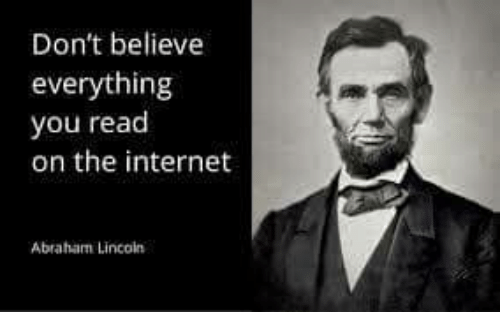 Don't believe
everything
you read
on the internet
Abraham Lincoln